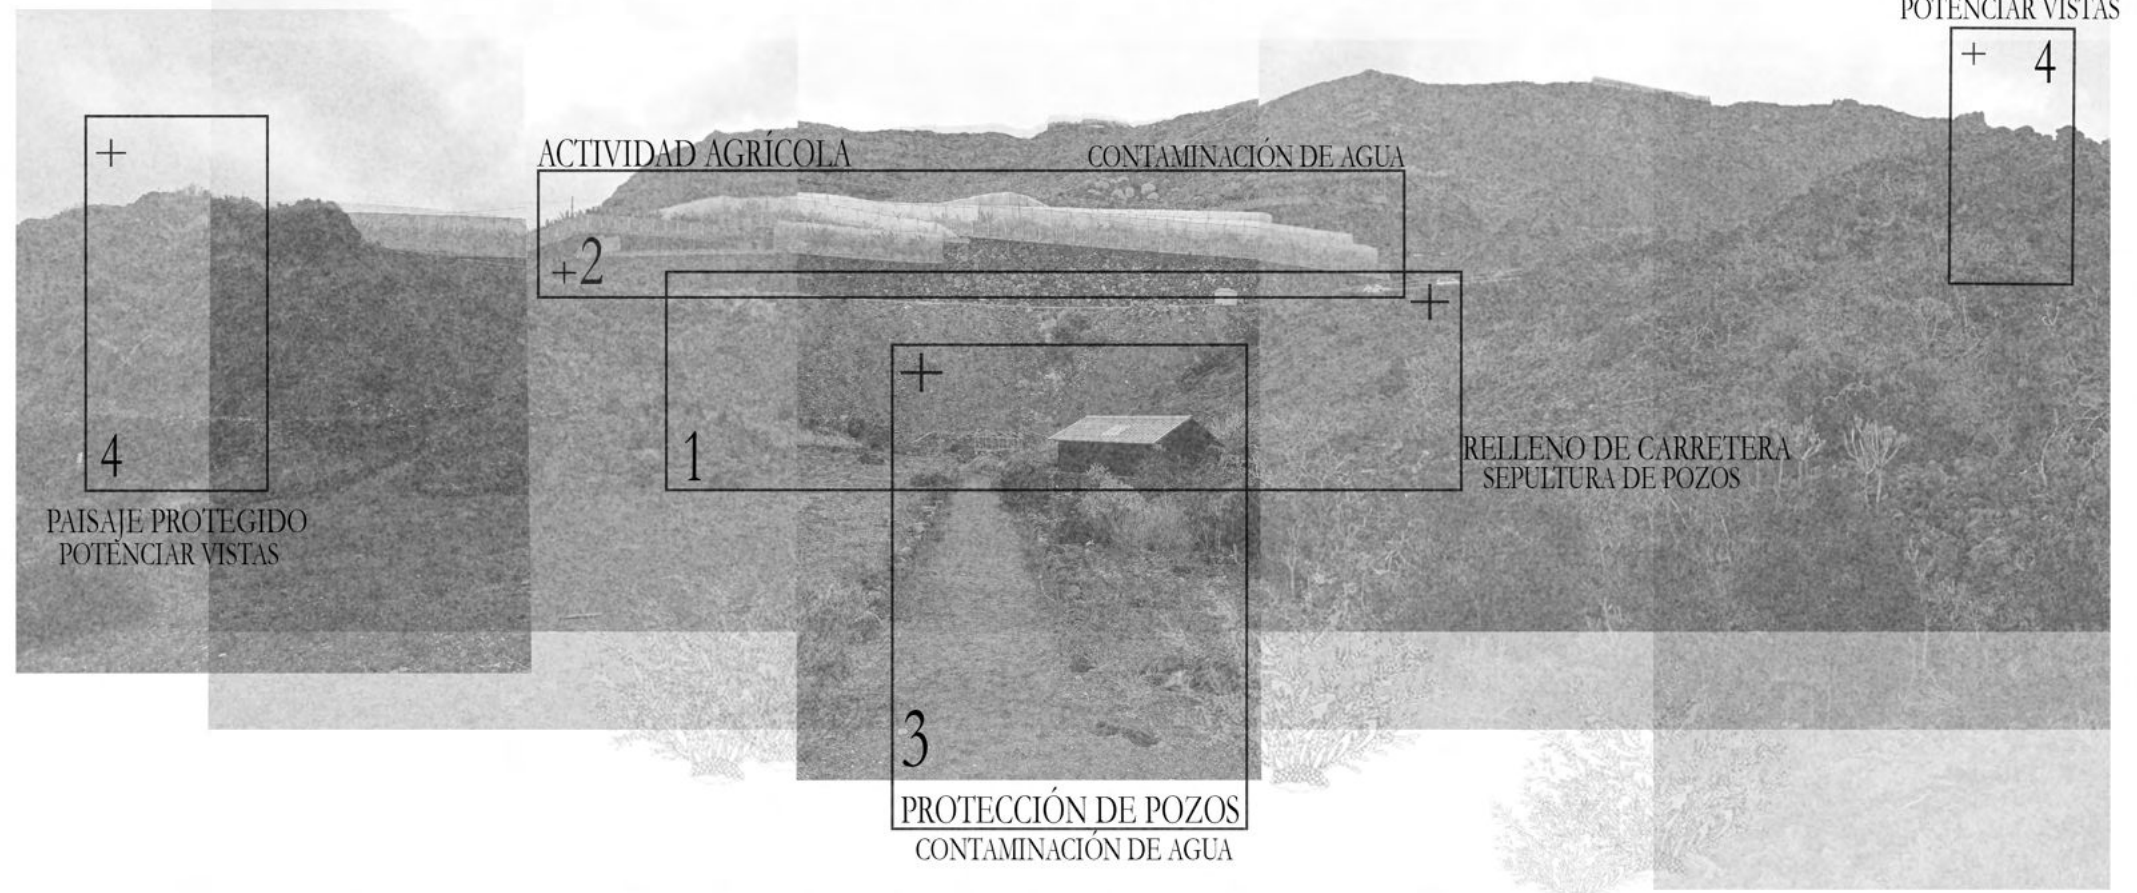 POTENCIAR VISTAS
+ 4
+
ACTIVIDAD AGRÍCOLA
CONTAMINACIÓN DE AGUA
+2
+
+
4
1
RELLENO DE CARRETERA
SEPULTURA DE POZOS
PAISAJE PROTEGIDO
POTENCIAR VISTAS
3
PROTECCIÓN DE POZOS
CONTAMINACIÓN DE AGUA